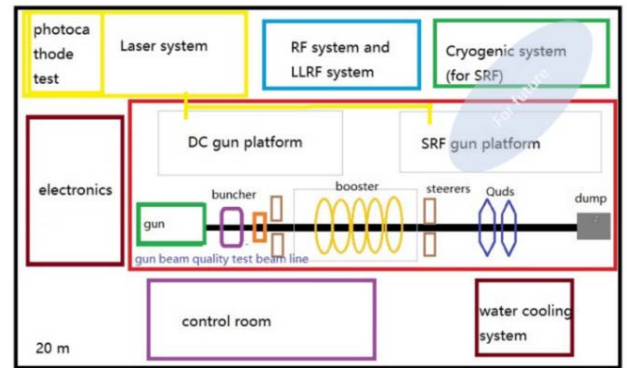 photoca
thode
test
Laser system
RF system and
LLRF system
Cryogenic system
(for SRF)
For future
DC gun platform
SRF gun platform
electronics
buncher
booster
steerers
Quds
dump
gun
gun beam quality test beam line
control room
water cooling
system
20 m